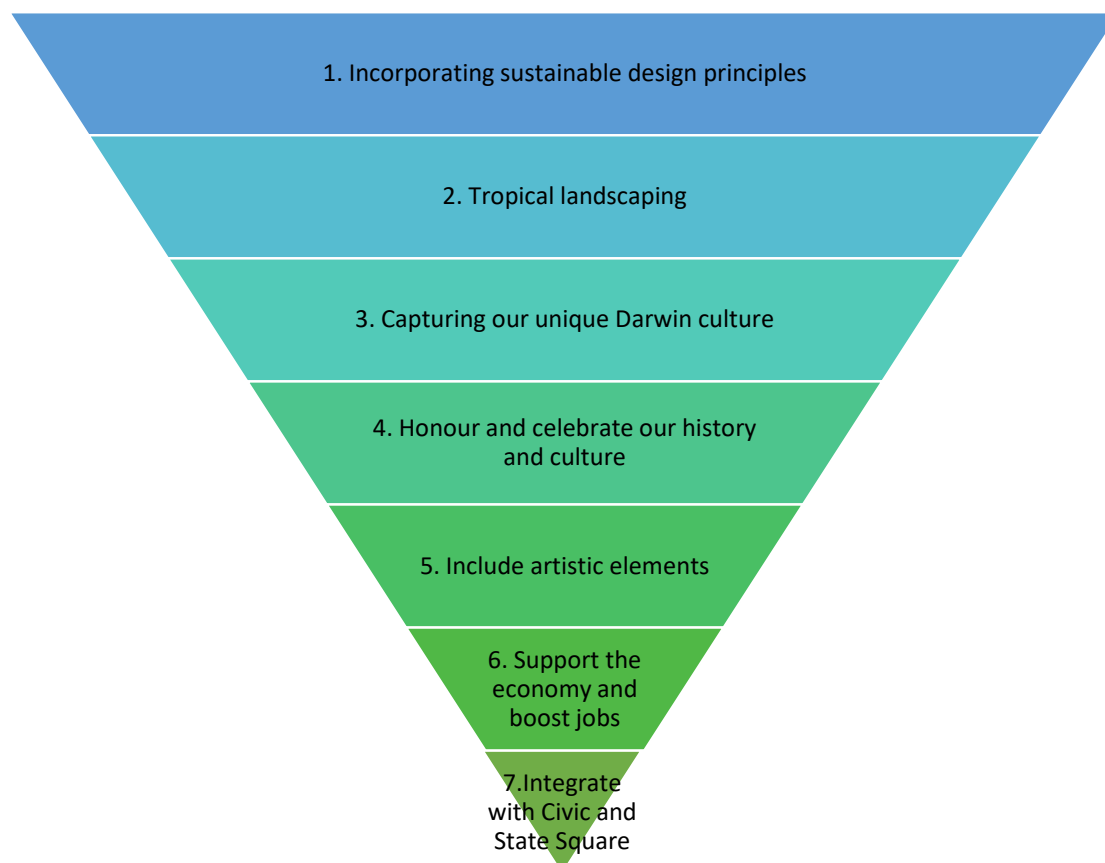 1. Incorporating sustainable design principles
2. Tropical landscaping
3. Capturing our unique Darwin culture
4. Honour and celebrate our history
and culture
5. Include artistic elements
6. Support the
economy and
boost jobs
7.Integrate
with Civic and
State Square